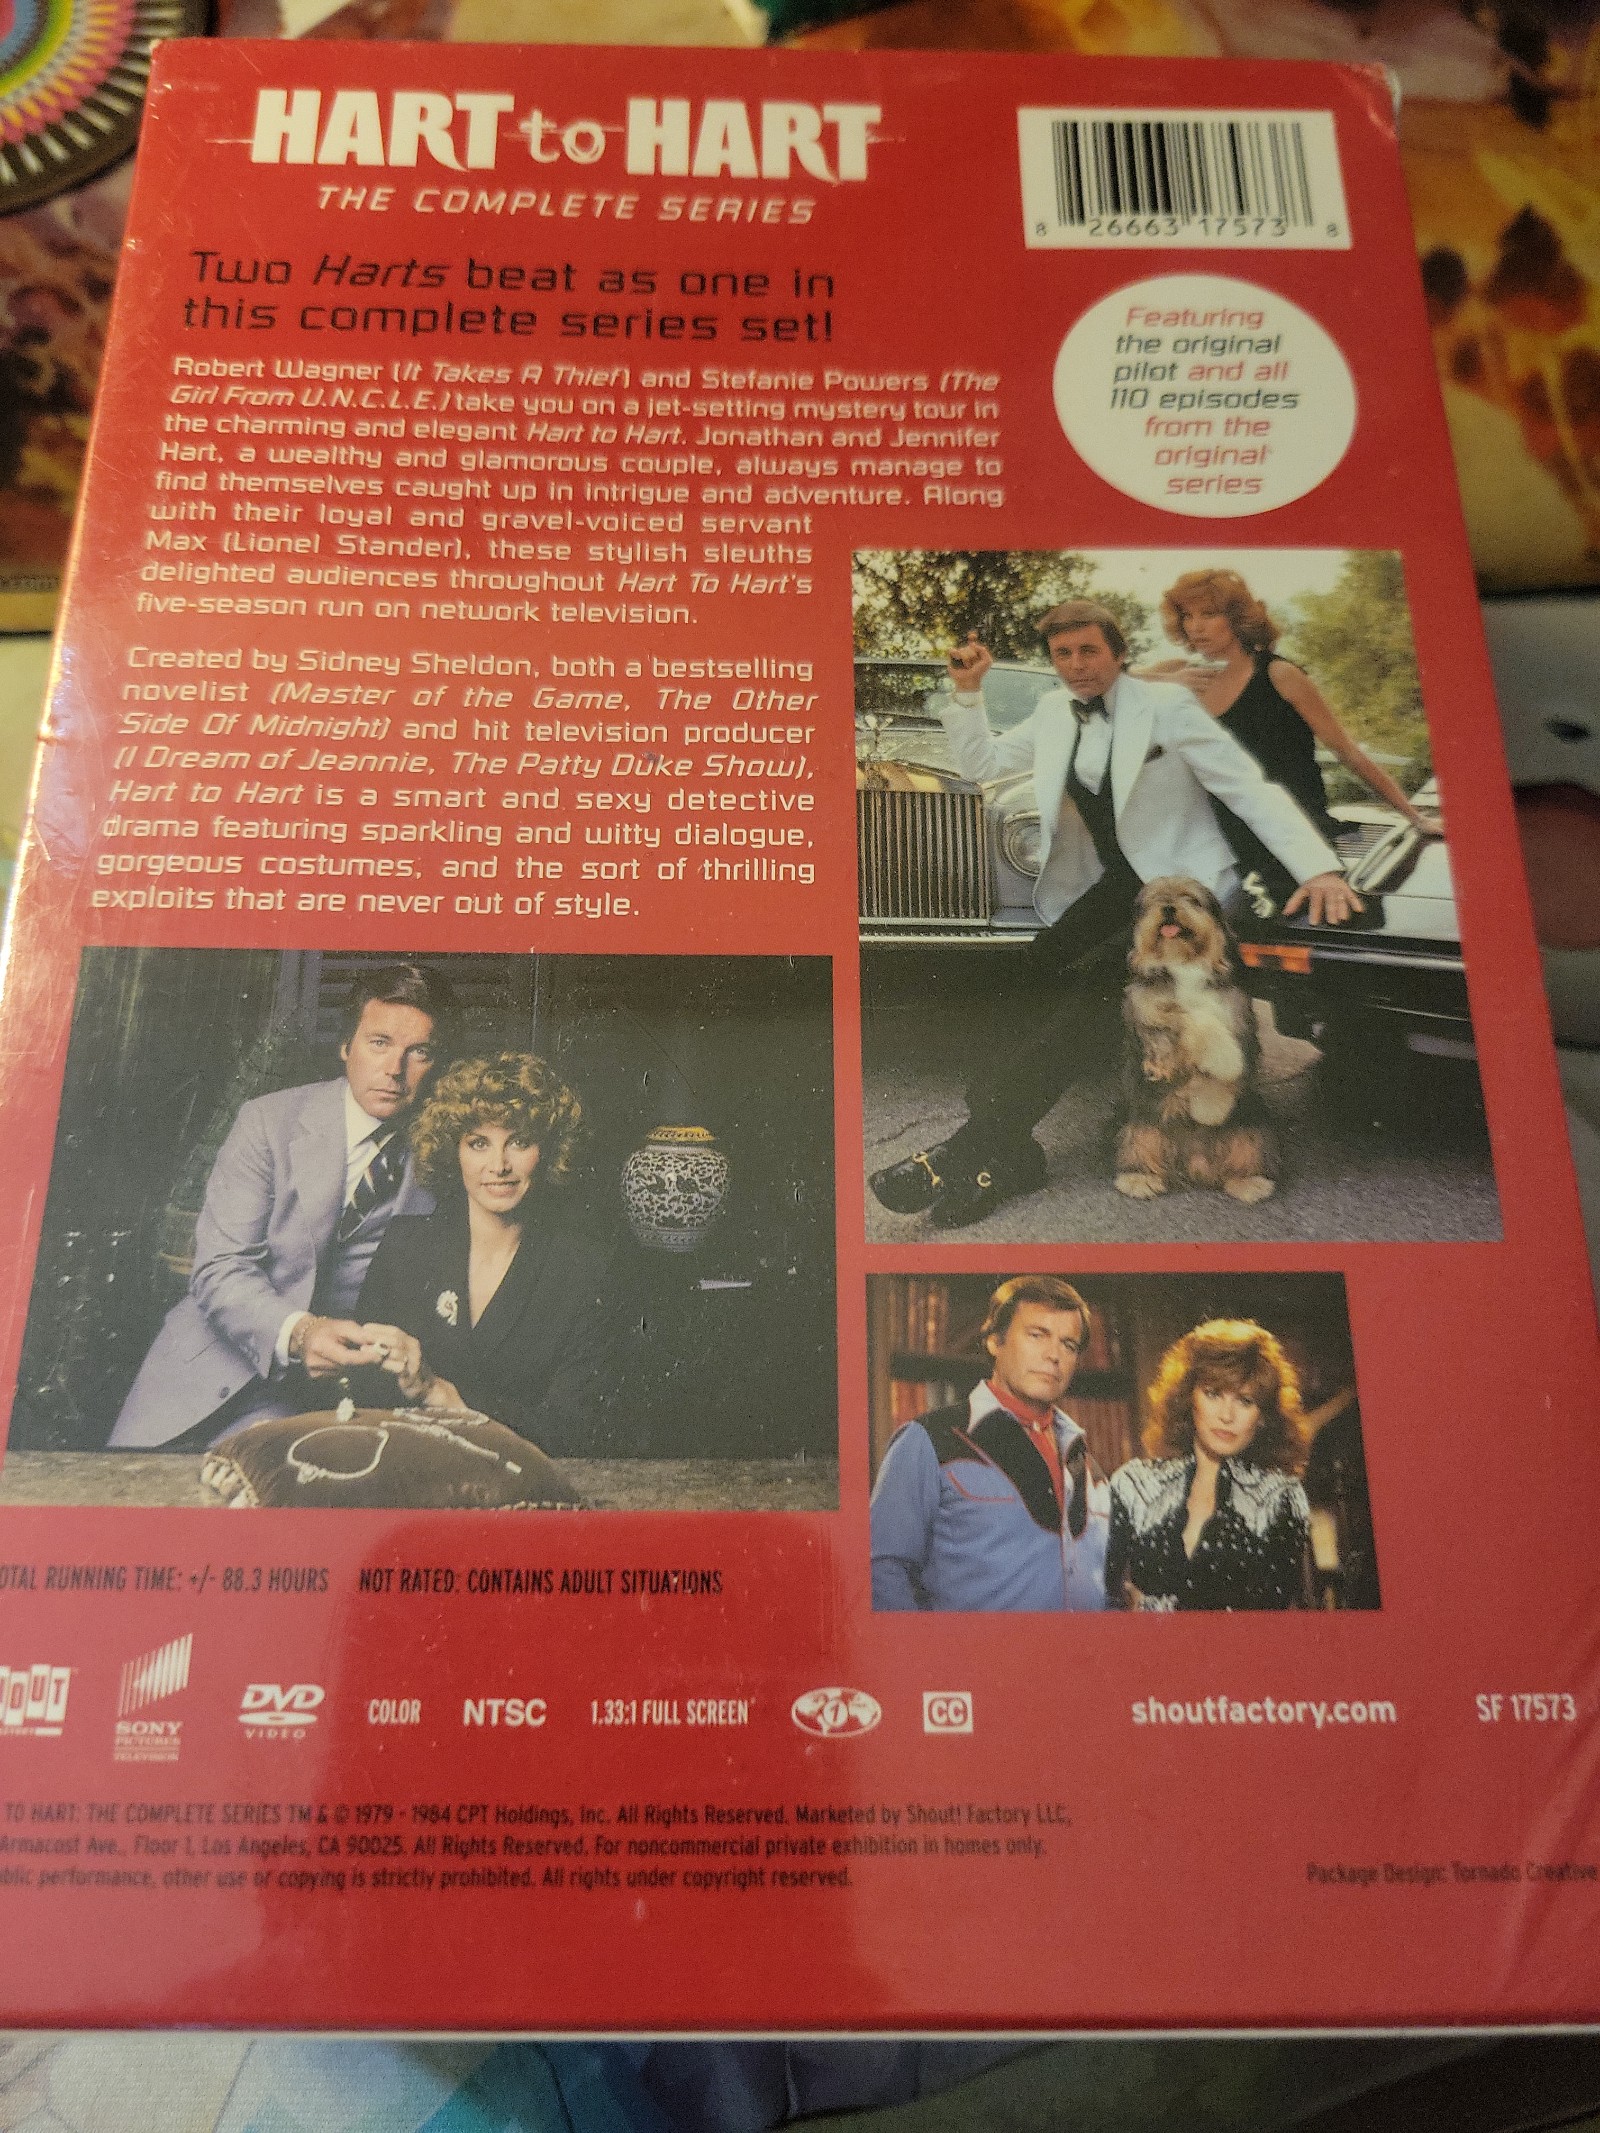 HART to HART
THE COMPLETE SERIES
8 26663 17573 8
Two Harts beat as one in
this complete series set!
Featuring
the original
pilot and all
110 episodes
from the
original
series
Robert Wagner (It Takes A Thief) and Stefanie Powers (The
Girl From U.N.C.L.E.) take you on a jet-setting mystery tour in
the charming and elegant Hart to Hart. Jonathan and Jennifer
Hart, a wealthy and glamorous couple, always manage to
find themselves caught up in intrigue and adventure. Along
with their loyal and gravel-voiced servant
Max (Lionel Stander), these stylish sleuths
delighted audiences throughout Hart To Hart's
five-season run on network television.
Created by Sidney Sheldon, both a bestselling
novelist (Master of the Game, The Other
Side Of Midnight) and hit television producer
(I Dream of Jeannie, The Patty Duke Show),
Hart to Hart is a smart and sexy detective
drama featuring sparkling and witty dialogue,
gorgeous costumes, and the sort of thrilling
exploits that are never out of style.
OTAL RUNNING TIME: +/- 88.3 HOURS NOT RATED: CONTAINS ADULT SITUATIONS
OUT
SONY
PICTURES
TELEVISION
DVD
VIDEO
COLOR NTSC 1.33:1 FULL SCREEN 1 CC shoutfactory.com SF 17573
TO HART: THE COMPLETE SERIES TM & © 1979 - 1984 CPT Holdings, Inc. All Rights Reserved. Marketed by Shout! Factory LLC,
Armacost Ave., Floor 1, Los Angeles, CA 90025. All Rights Reserved. For noncommercial private exhibition in homes only.
blic performance, other use or copying is strictly prohibited. All rights under copyright reserved.
Package Design: Tornado Creative